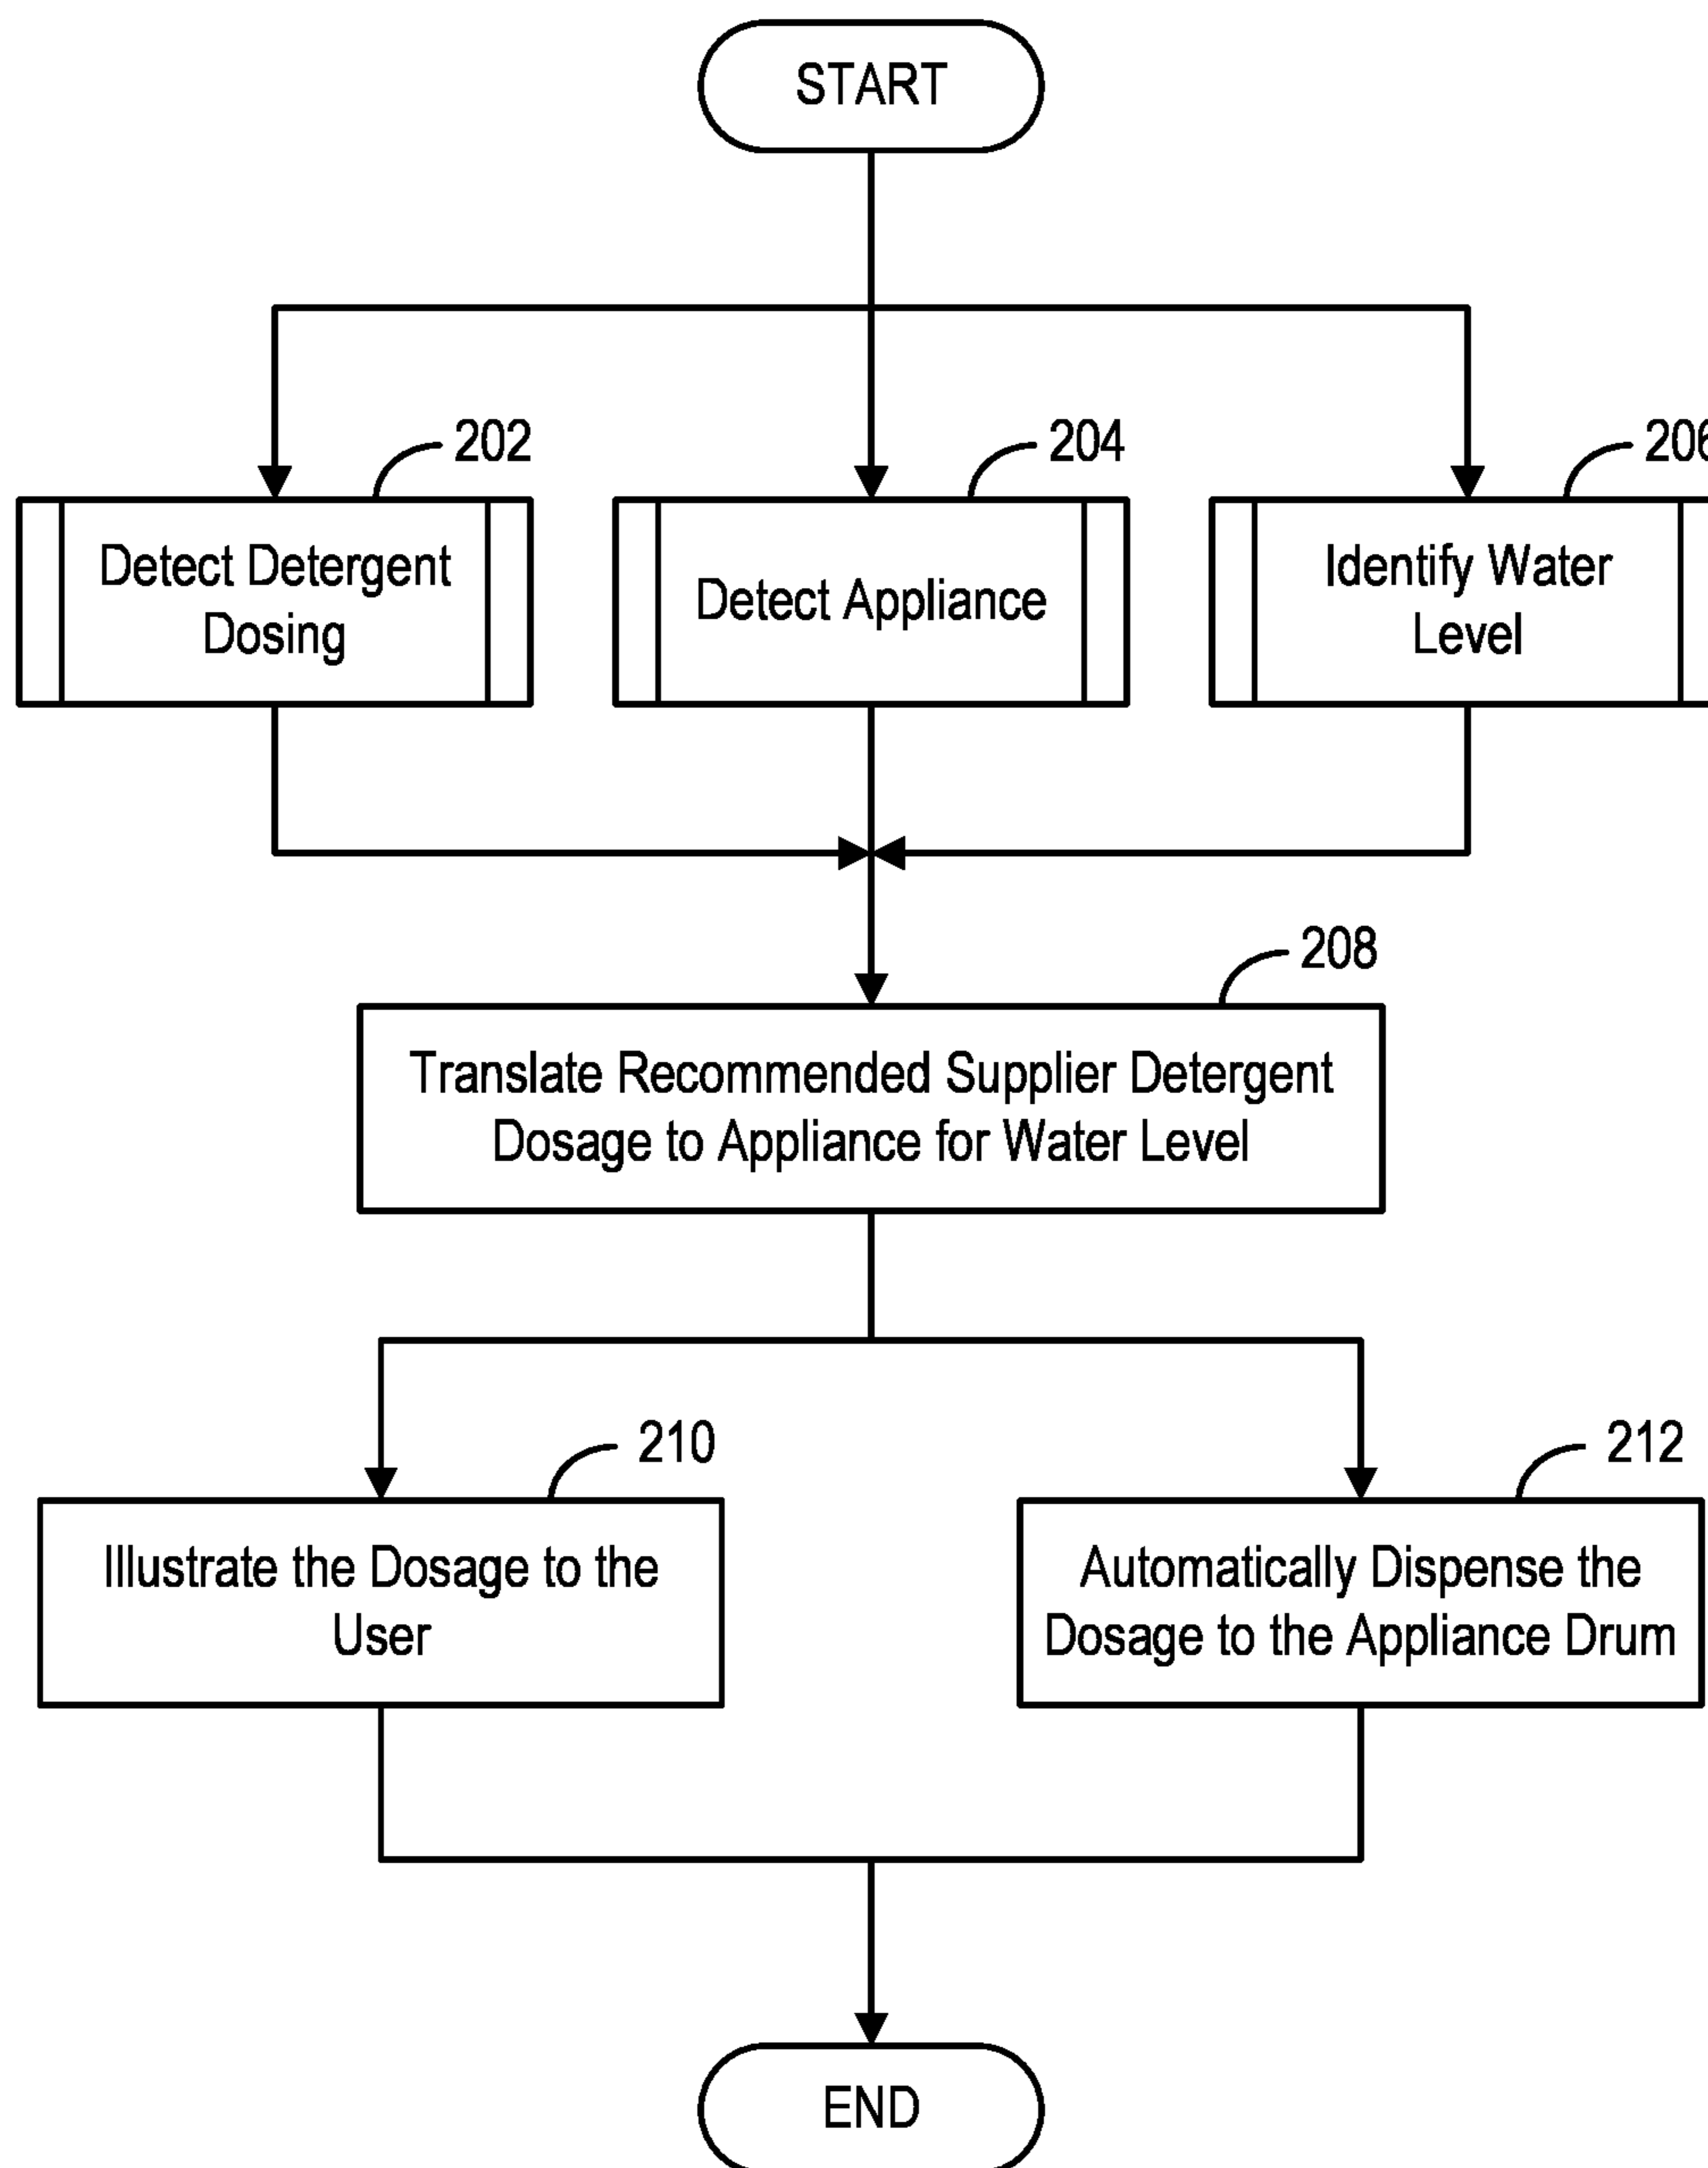 START
202
204
206
Detect Detergent
Dosing
Detect Appliance
Identify Water
Level
208
Translate Recommended Supplier Detergent
Dosage to Appliance for Water Level
210
212
Illustrate the Dosage to the
User
Automatically Dispense the
Dosage to the Appliance Drum
END